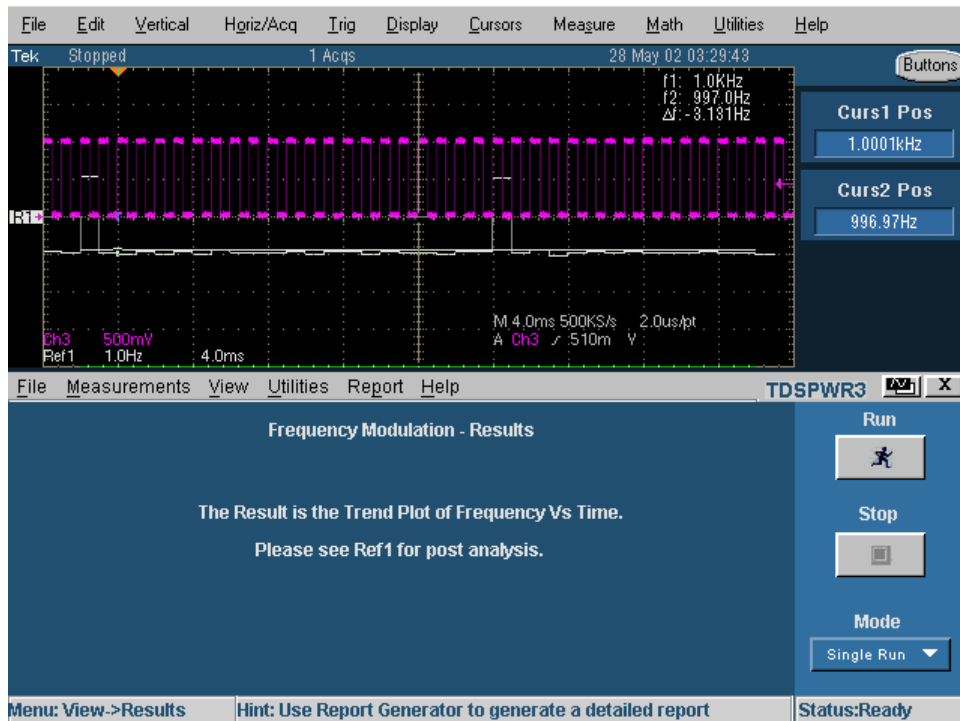 File Edit Vertical Horiz/Acq Trig Display Cursors Measure Math Utilities Help
Tek Stopped 1 Acqs 28 May 02 03:29:43
Buttons
f1: 1.0KHz
f2: 997.0Hz
Δf: -3.131Hz
Curs1 Pos
1.0001kHz
Curs2 Pos
996.97Hz
R1
M 4.0ms 500KS/s 2.0us/pt
A Ch3 510m V
Ch3 500mV
Ref1 1.0Hz 4.0ms
File Measurements View Utilities Report Help TDSPWR3 X
Frequency Modulation - Results
The Result is the Trend Plot of Frequency Vs Time.
Please see Ref1 for post analysis.
Run
Stop
Mode
Single Run
Menu: View->Results Hint: Use Report Generator to generate a detailed report Status:Ready